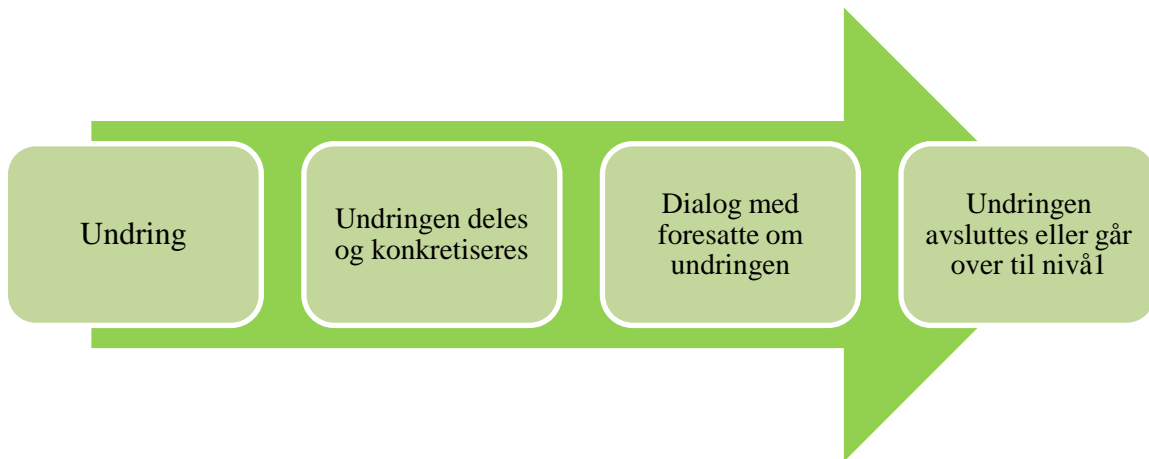 Undring
Undringen deles
og konkretiseres
Dialog med
foresatte om
undringen
Undringen
avsluttes eller går
over til nivå1